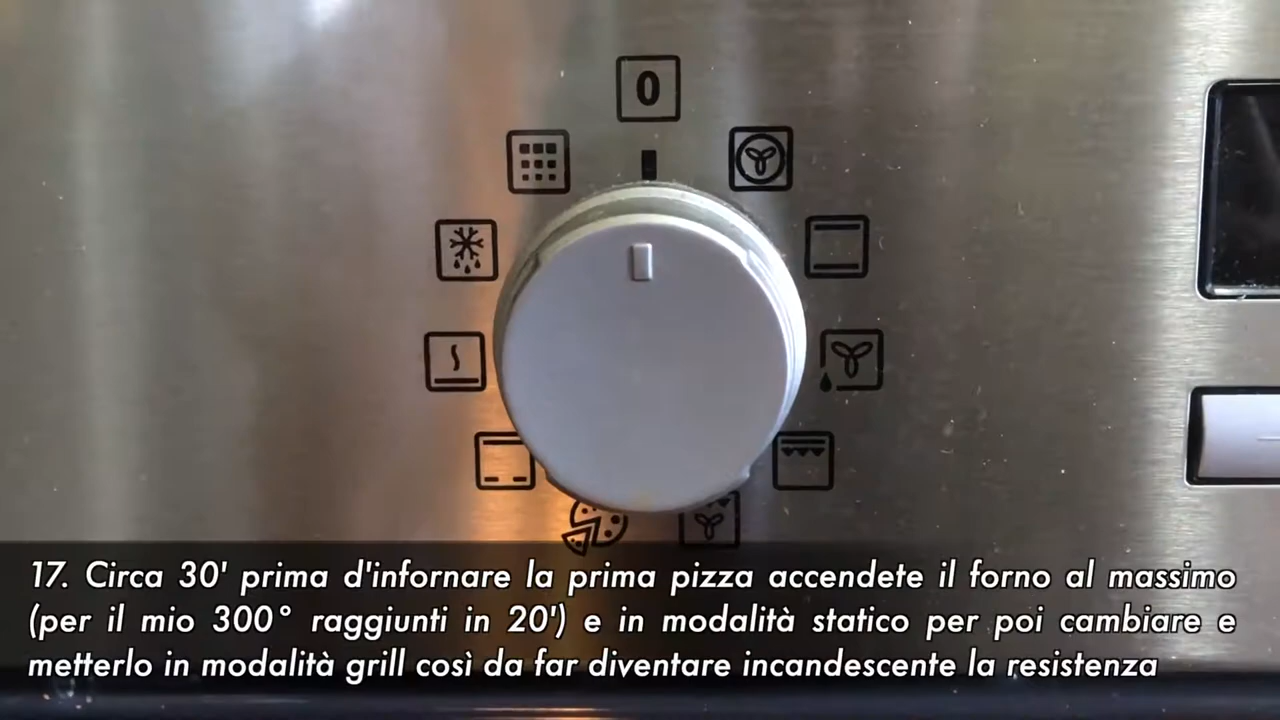 0
17. Circa 30' prima d'infornare la prima pizza accendete il forno al massimo
(per il mio 300° raggiunti in 20') e in modalità statico per poi cambiare e
metterlo in modalità grill così da far diventare incandescente la resistenza